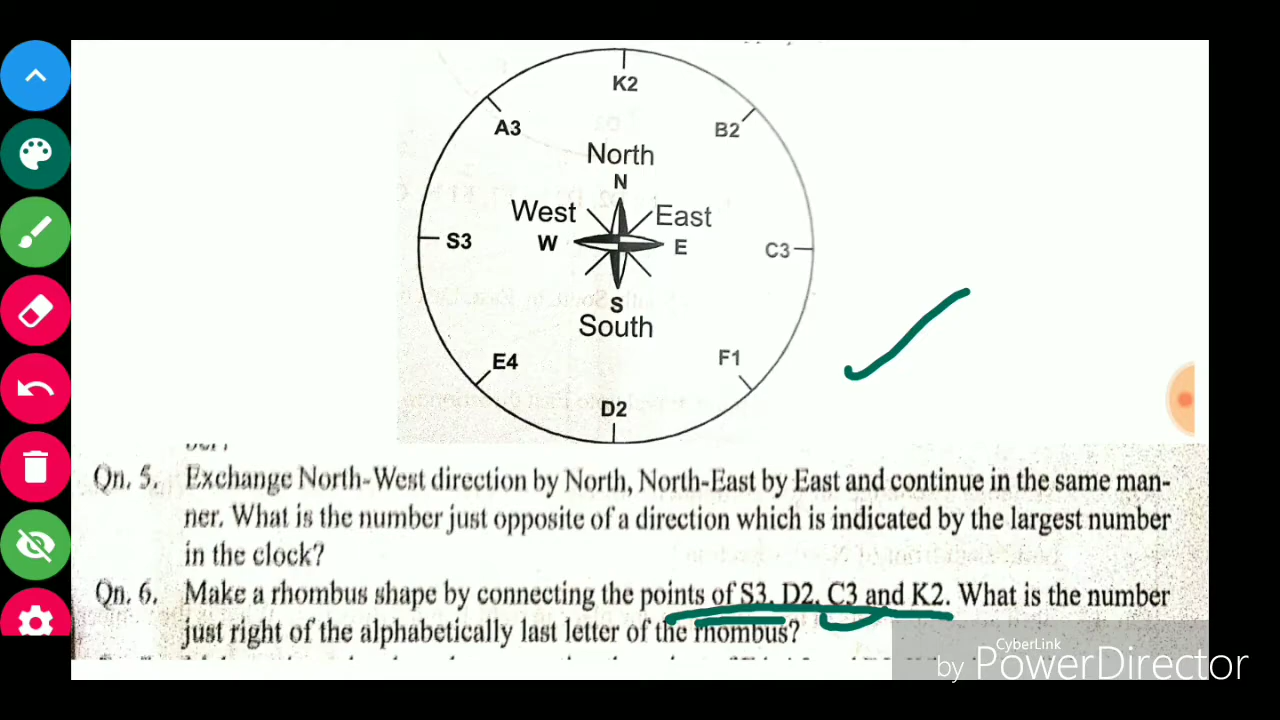 K2
A3
B2
North
N
West
East
S3
W
E
C3
S
South
E4
F1
D2
Qn. 5. Exchange North-West direction by North, North-East by East and continue in the same man-
ner. What is the number just opposite of a direction which is indicated by the largest number
in the clock?
Qn. 6. Make a rhombus shape by connecting the points of S3, D2, C3 and K2. What is the number
just right of the alphabetically last letter of the rhombus?
CyberLink
by PowerDirector